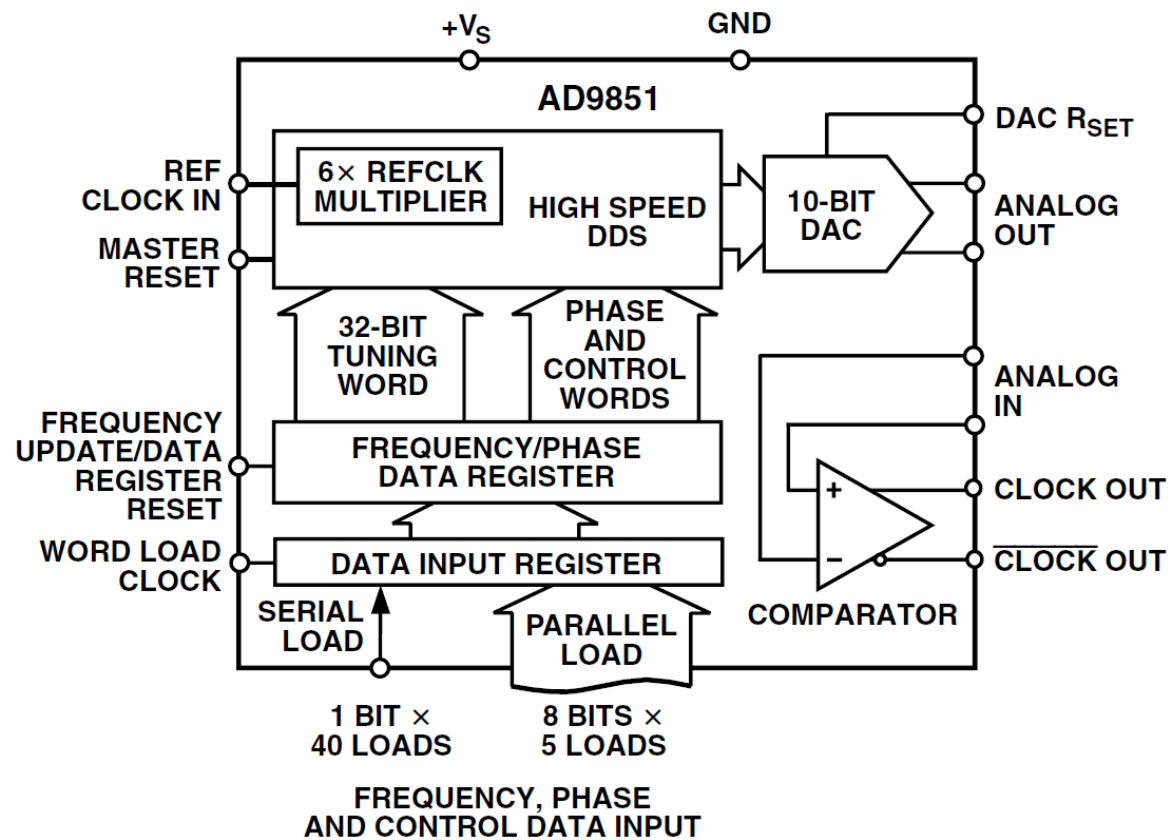 +VS
GND
AD9851
REF
CLOCK IN
6× REFCLK
MULTIPLIER
HIGH SPEED
DDS
10-BIT
DAC
DAC RSET
ANALOG
OUT
MASTER
RESET
32-BIT
TUNING
WORD
PHASE
AND
CONTROL
WORDS
ANALOG
IN
FREQUENCY
UPDATE/DATA
REGISTER
RESET
FREQUENCY/PHASE
DATA REGISTER
+
−
CLOCK OUT
CLOCK OUT
COMPARATOR
WORD LOAD
CLOCK
DATA INPUT REGISTER
SERIAL
LOAD
PARALLEL
LOAD
1 BIT ×
40 LOADS
8 BITS ×
5 LOADS
FREQUENCY, PHASE
AND CONTROL DATA INPUT